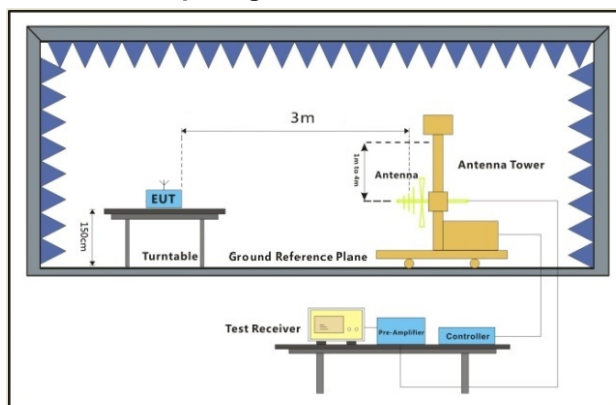 3m
1m to 4m
Antenna
Antenna Tower
EUT
150cm
Turntable
Ground Reference Plane
Test Receiver
Pre-Amplifier
Controller